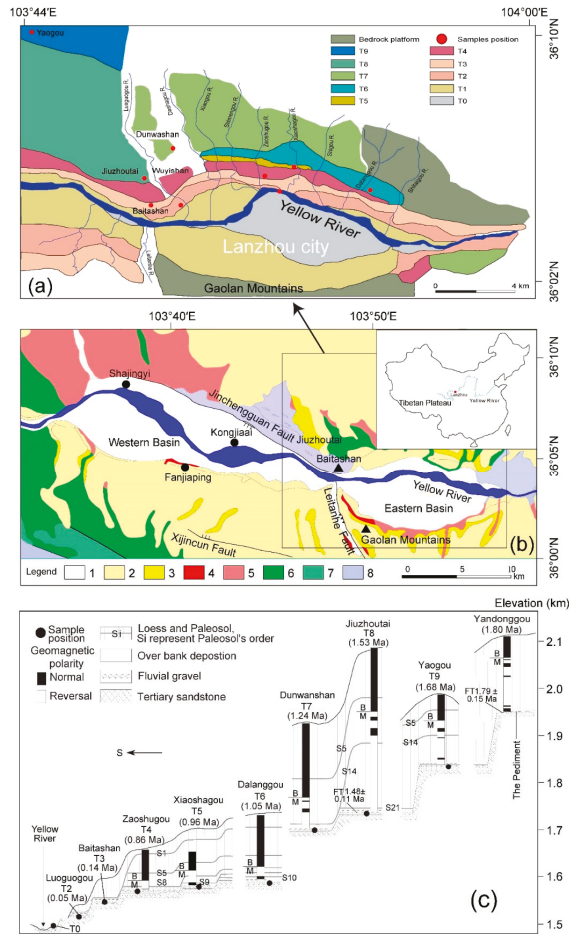 103°44′E
104°00′E
Yaogou
36°10′N
Bedrock platform
Samples position
T9
T4
T8
T3
T7
T2
T6
T1
T5
T0
Luoguogou R.
Dunwashan
Jiuzhoutai
Wuyishan
Baitashan
Yellow River
Lanzhou city
Gaolan Mountains
36°02′N
(a)
0
4 km
103°40′E
103°50′E
36°10′N
Shajingyi
Jinchengguan Fault
Jiuzhoutai
Tibetan Plateau
Yellow River
Western Basin
Kongjiaai
Baitashan
36°05′N
Fanjiaping
Yellow River
Eastern Basin
Leitanhe Fault
Gaolan Mountains
Xijincun Fault
(b)
36°00′N
Legend
1
2
3
4
5
6
7
8
0
5
10
km
Elevation (km)
Sample position
Si
Loess and Paleosol,
Si represent Paleosol's order
Geomagnetic polarity
Over bank depostion
Normal
Fluvial gravel
Reversal
Tertiary sandstone
Jiuzhoutai
T8
(1.53 Ma)
Yandonggou
(1.80 Ma)
2.1
Yaogou
T9
(1.68 Ma)
B
M
2.0
Dunwanshan
T7
(1.24 Ma)
B
M
S5
B
M
FT1.79 ±
0.15 Ma
1.9
S
S5
S14
S14
The Pediment
Dalanggou
T6
(1.05 Ma)
B
M
FT1.48±
0.11 Ma
S21
1.8
Xiaoshagou
T5
(0.96 Ma)
Zaoshugou
T4
(0.86 Ma)
1.7
Yellow
River
Baitashan
T3
(0.14 Ma)
S1
Luoguogou
T2
(0.05 Ma)
B
M
S5
S8
B
M
S9
B
M
S10
1.6
T0
(c)
1.5